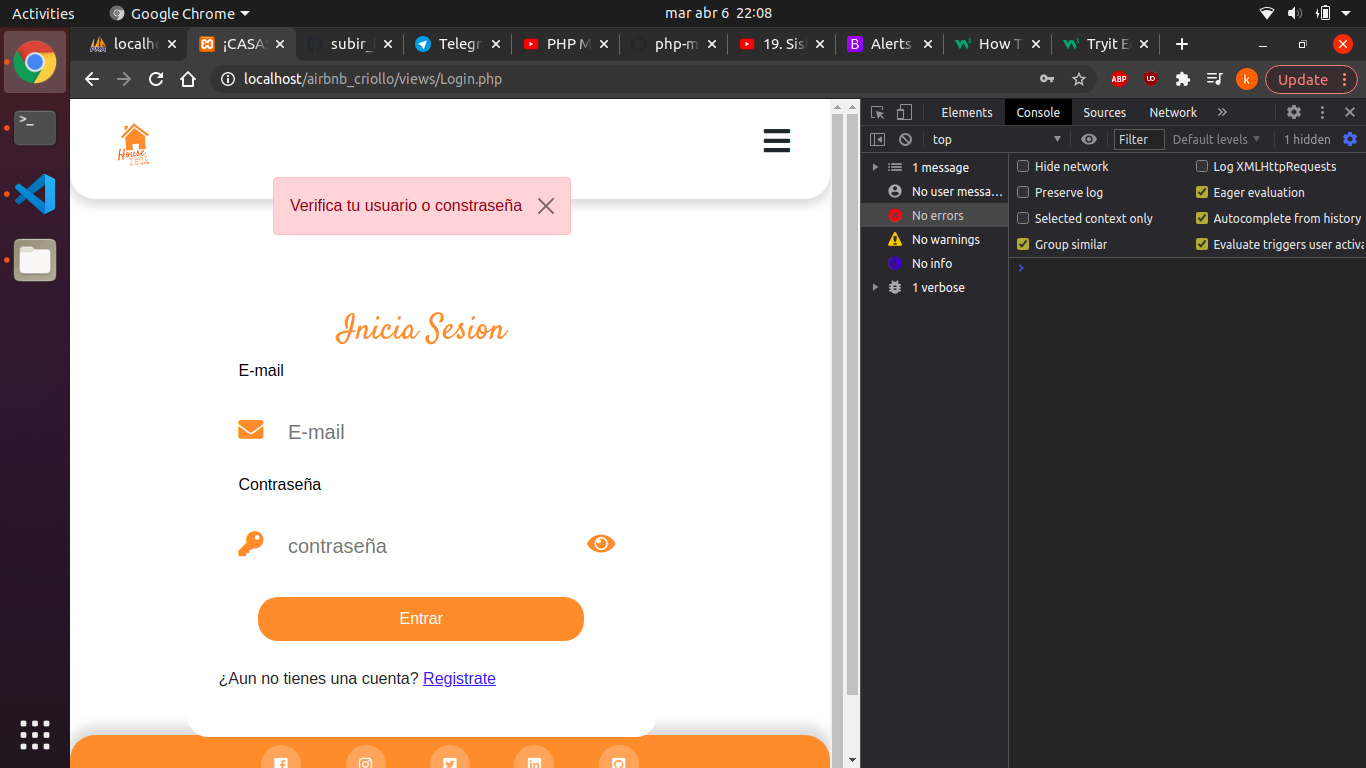 Activities Google Chrome mar abr 6 22:08
localh ¡CASA subir_ Telegr PHP M php-m 19. Sis Alerts How T Tryit E
localhost/airbnb_criollo/views/Login.php ABP UD k Update
Elements Console Sources Network
top Filter Default levels 1 hidden
House
1 message
No user messa…
No errors
No warnings
No info
1 verbose
Hide network Log XMLHttpRequests
Preserve log Eager evaluation
Selected context only Autocomplete from history
Group similar Evaluate triggers user activa
Verifica tu usuario o constraseña
Inicia Sesion
E-mail
E-mail
Contraseña
contraseña
Entrar
¿Aun no tienes una cuenta? Registrate